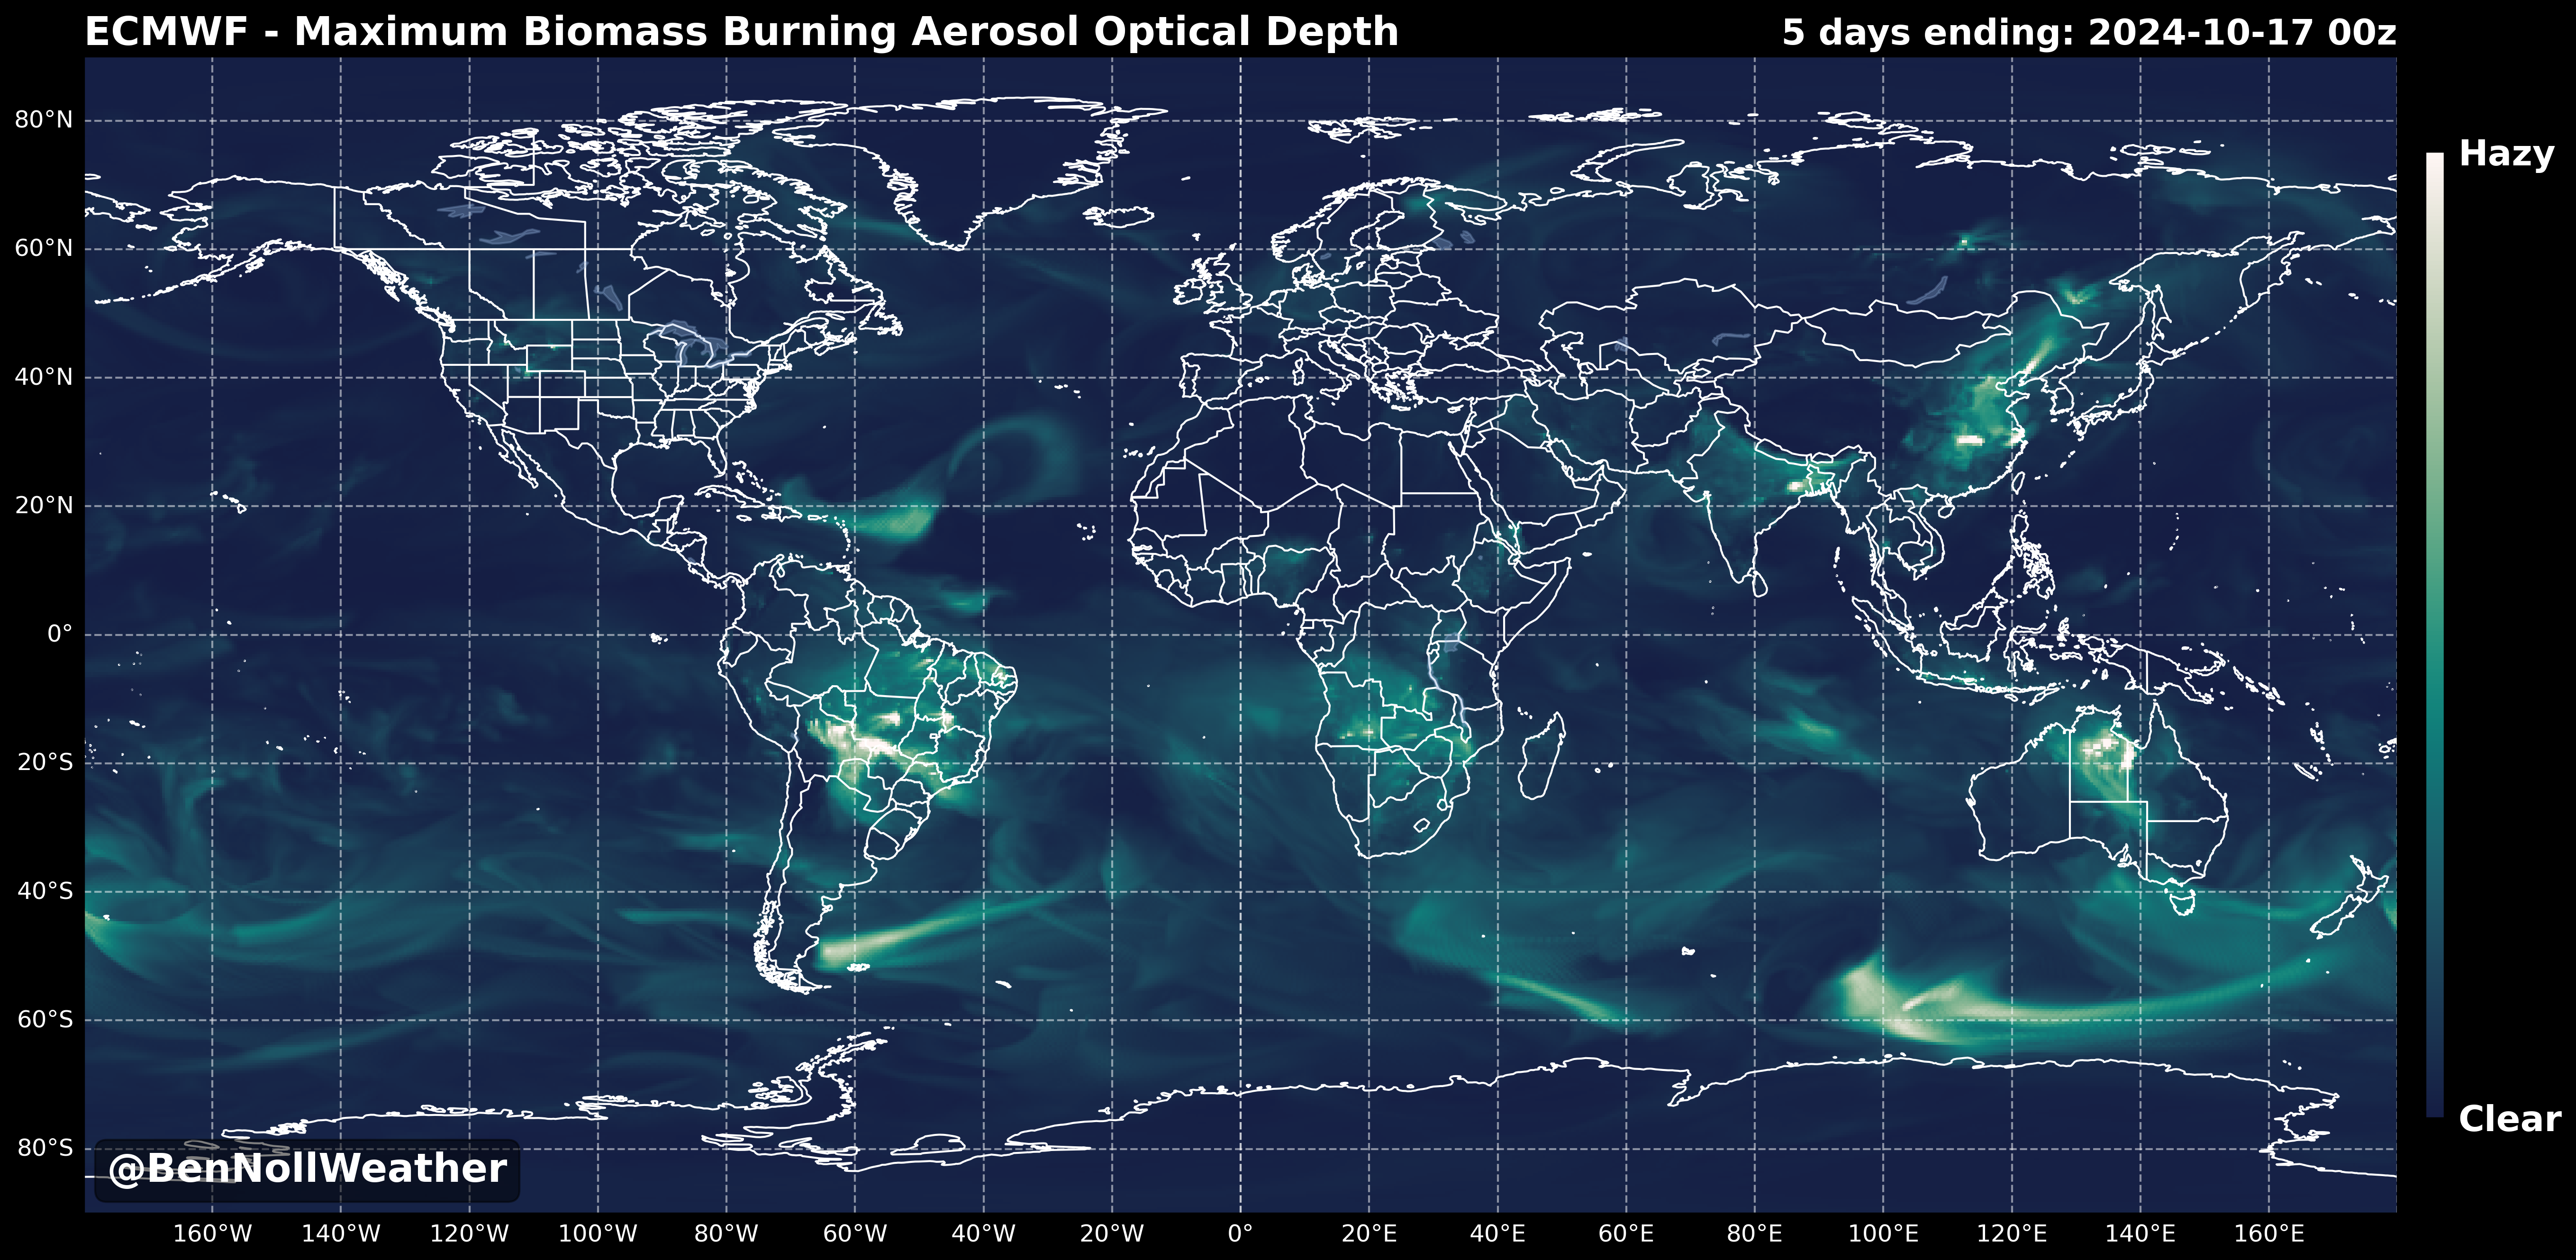 ECMWF - Maximum Biomass Burning Aerosol Optical Depth
5 days ending: 2024-10-17 00z
80°N
60°N
40°N
20°N
0°
20°S
40°S
60°S
80°S
Hazy
Clear
@BenNollWeather
160°W 140°W 120°W 100°W 80°W 60°W 40°W 20°W 0° 20°E 40°E 60°E 80°E 100°E 120°E 140°E 160°E